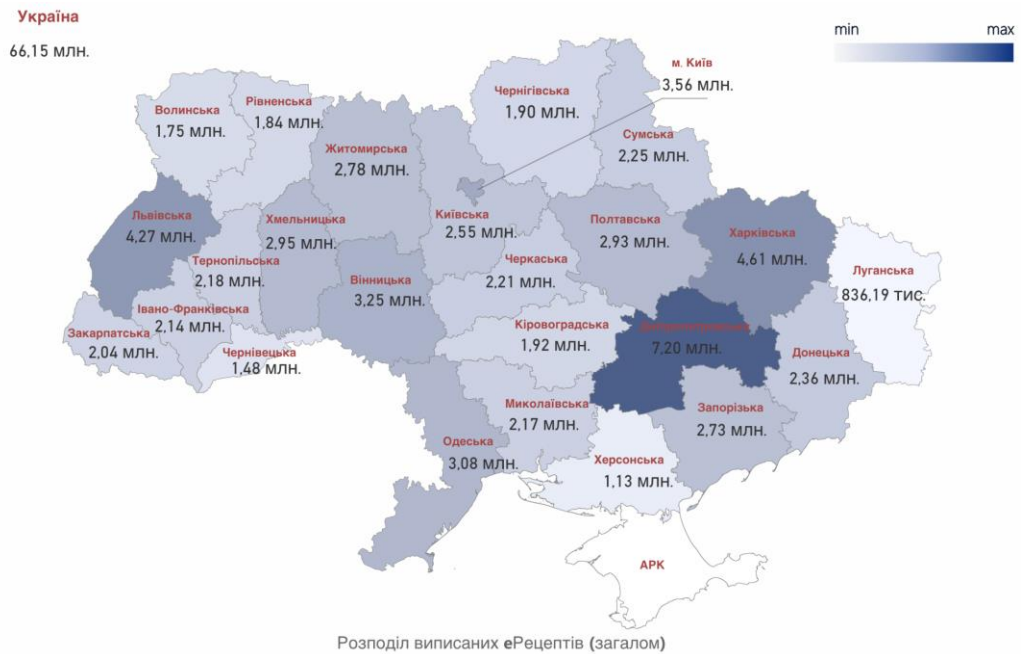 Україна
66,15 млн.
min max
м. Київ
3,56 млн.
Волинська
1,75 млн.
Рівненська
1,84 млн.
Житомирська
2,78 млн.
Чернігівська
1,90 млн.
Сумська
2,25 млн.
Львівська
4,27 млн.
Тернопільська
2,18 млн.
Хмельницька
2,95 млн.
Київська
2,55 млн.
Полтавська
2,93 млн.
Харківська
4,61 млн.
Луганська
836,19 тис.
Івано-Франківська
2,14 млн.
Вінницька
3,25 млн.
Черкаська
2,21 млн.
Закарпатська
2,04 млн.
Чернівецька
1,48 млн.
Кіровоградська
1,92 млн.
Дніпропетровська
7,20 млн.
Донецька
2,36 млн.
Одеська
3,08 млн.
Миколаївська
2,17 млн.
Запорізька
2,73 млн.
Херсонська
1,13 млн.
АРК
Розподіл виписаних еРецептів (загалом)